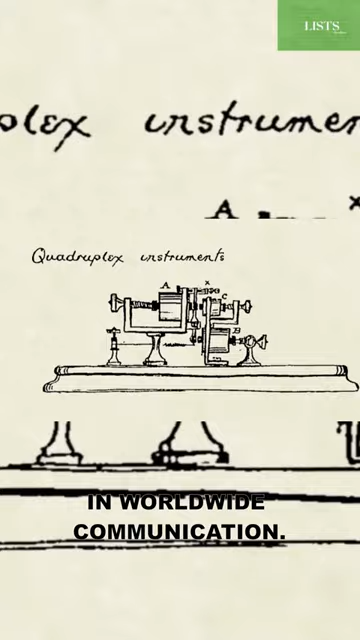 LISTS
plex instrumen
A x
Quadruplex instruments
A x C
B
IN WORLDWIDE
COMMUNICATION.